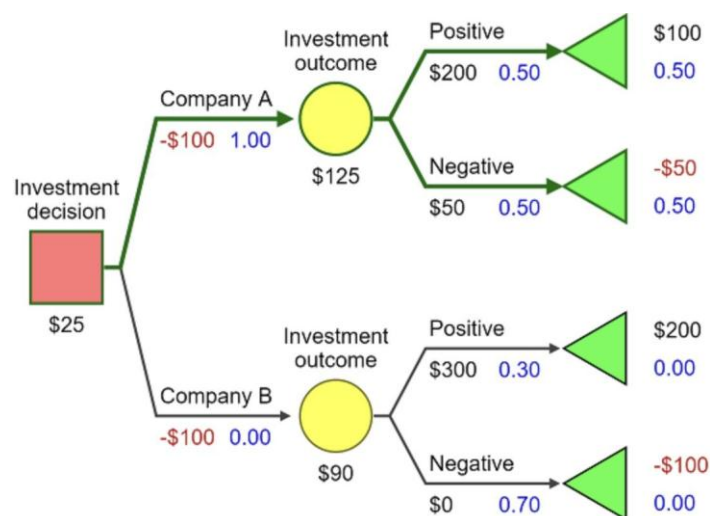 Investment
decision
$25
Company A
-$100 1.00
Investment
outcome
$125
Positive
$200 0.50
$100
0.50
Negative
$50 0.50
-$50
0.50
Company B
-$100 0.00
Investment
outcome
$90
Positive
$300 0.30
$200
0.00
Negative
$0 0.70
-$100
0.00